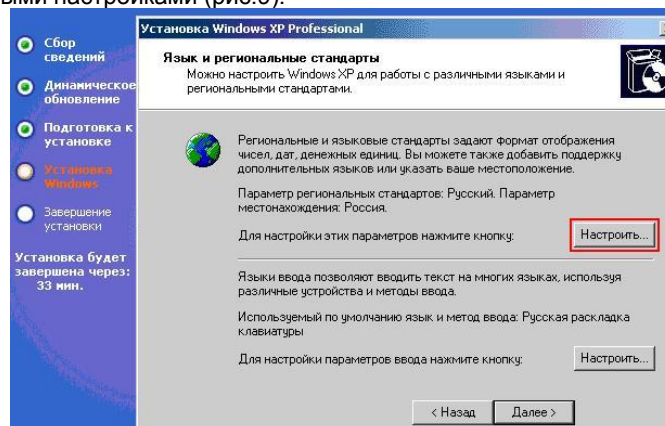 ыми настройками (рис.9).
Сбор
сведений
Динамическое
обновление
Подготовка к
установке
Установка
Windows
Завершение
установки
Установка будет
завершена через:
33 мин.
Установка Windows XP Professional
Язык и региональные стандарты
Можно настроить Windows XP для работы с различными языками и
региональными стандартами.
Региональные и языковые стандарты задают формат отображения
чисел, дат, денежных единиц. Вы можете также добавить поддержку
дополнительных языков или указать ваше местоположение.
Параметр региональных стандартов: Русский. Параметр
местонахождения: Россия.
Для настройки этих параметров нажмите кнопку:
Настроить...
Языки ввода позволяют вводить текст на многих языках, используя
различные устройства и методы ввода.
Используемый по умолчанию язык и метод ввода: Русская раскладка
клавиатуры
Для настройки параметров ввода нажмите кнопку:
Настроить...
< Назад
Далее >